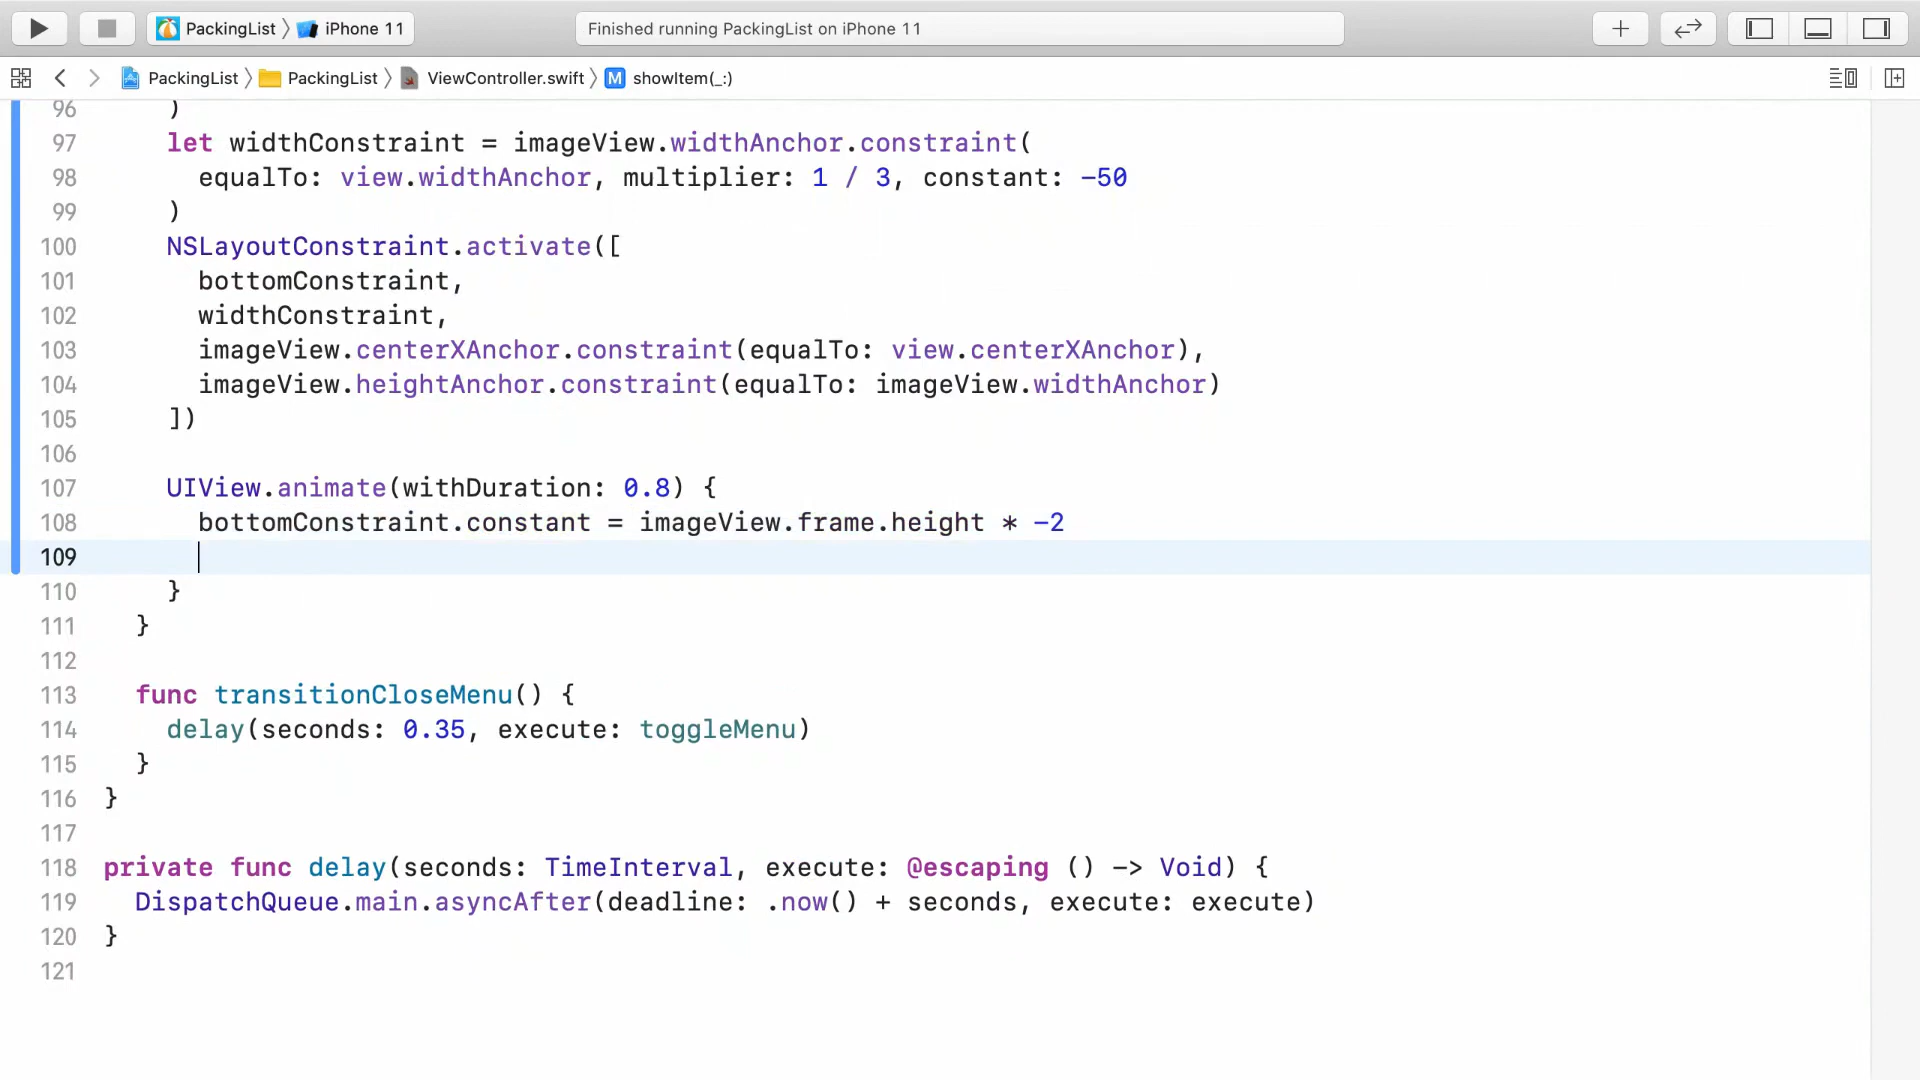 PackingList 〉 iPhone 11
Finished running PackingList on iPhone 11
PackingList 〉 PackingList 〉 ViewController.swift 〉 M showItem(_:)
96 )
97 let widthConstraint = imageView.widthAnchor.constraint(
98 equalTo: view.widthAnchor, multiplier: 1 / 3, constant: -50
99 )
100 NSLayoutConstraint.activate([
101 bottomConstraint,
102 widthConstraint,
103 imageView.centerXAnchor.constraint(equalTo: view.centerXAnchor),
104 imageView.heightAnchor.constraint(equalTo: imageView.widthAnchor)
105 ])
106
107 UIView.animate(withDuration: 0.8) {
108 bottomConstraint.constant = imageView.frame.height * -2
109
110 }
111 }
112
113 func transitionCloseMenu() {
114 delay(seconds: 0.35, execute: toggleMenu)
115 }
116 }
117
118 private func delay(seconds: TimeInterval, execute: @escaping () -> Void) {
119 DispatchQueue.main.asyncAfter(deadline: .now() + seconds, execute: execute)
120 }
121